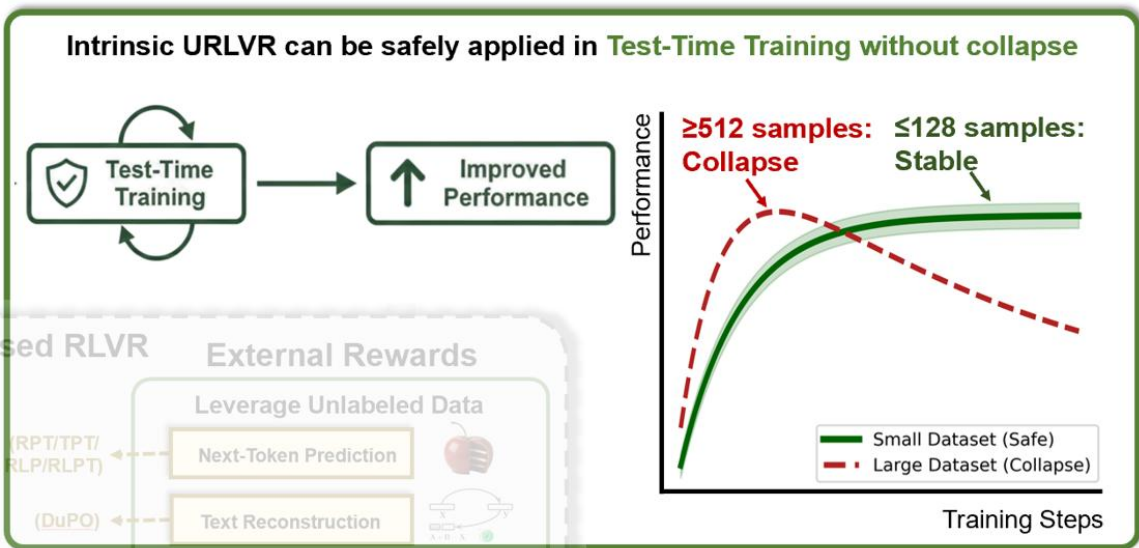 Intrinsic URLVR can be safely applied in Test-Time Training without collapse
Test-Time
Training
Improved
Performance
Performance
≥512 samples:
Collapse
≤128 samples:
Stable
Small Dataset (Safe)
Large Dataset (Collapse)
Training Steps
sed RLVR
External Rewards
Leverage Unlabeled Data
(RPT/TPT/
RLP/RLPT)
Next-Token Prediction
(DuPO)
Text Reconstruction